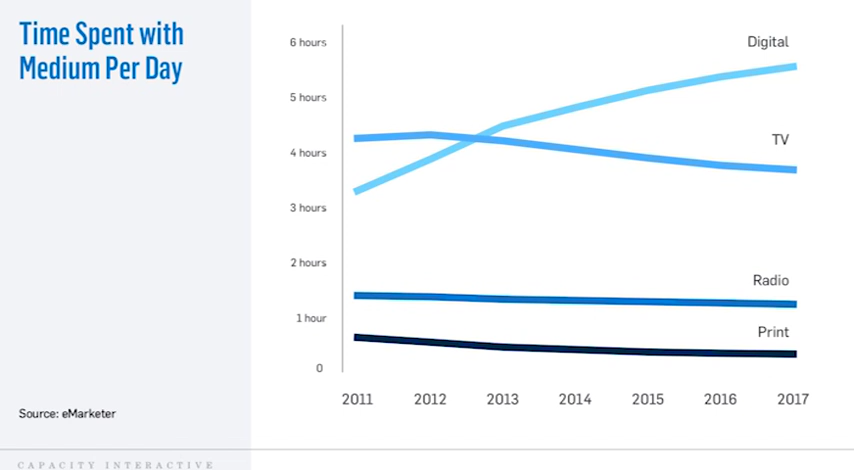 Time Spent with
Medium Per Day
6 hours
5 hours
4 hours
3 hours
2 hours
1 hour
0
Digital
TV
Radio
Print
2011 2012 2013 2014 2015 2016 2017
Source: eMarketer
CAPACITY INTERACTIVE